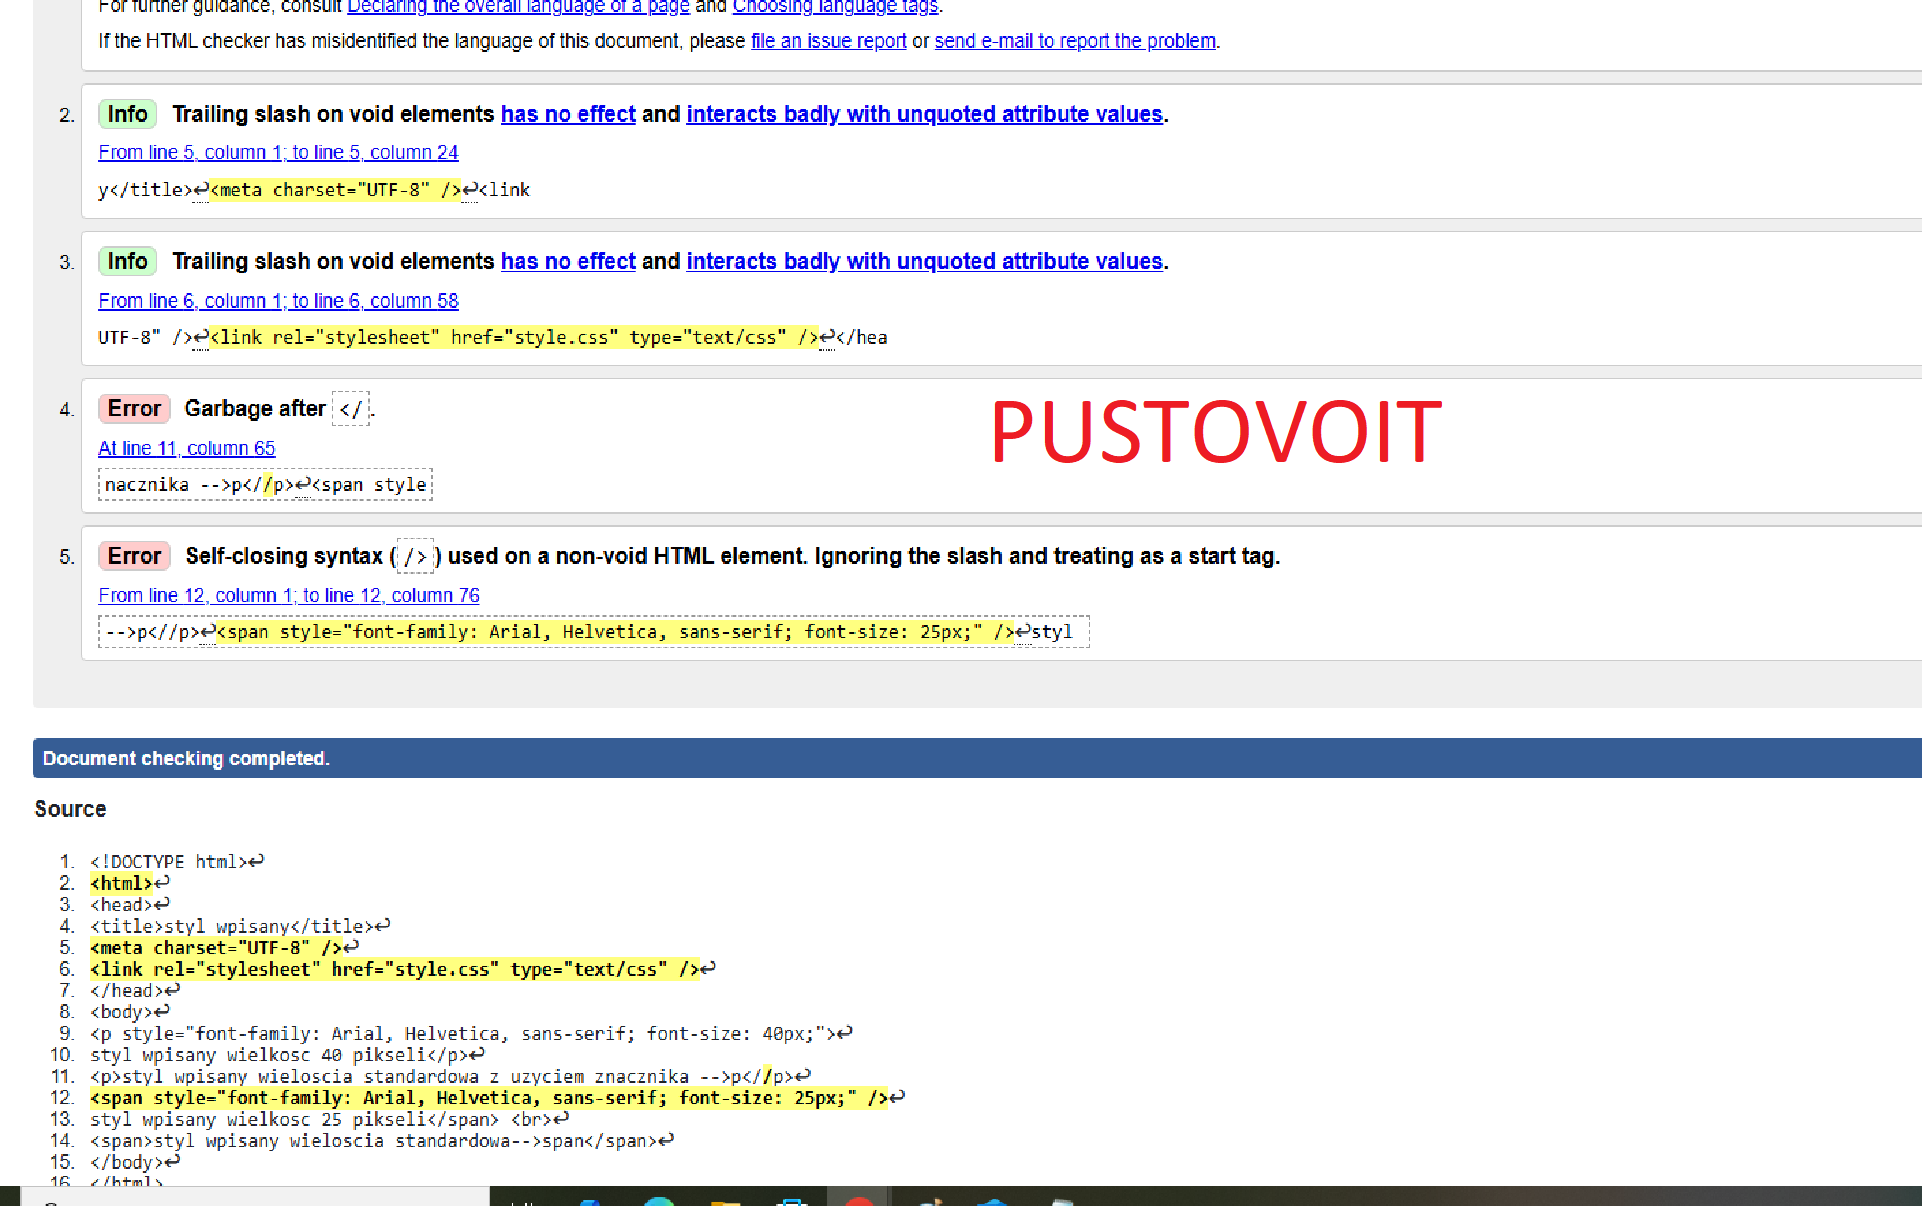 For further guidance, consult Declaring the overall language of a page and Choosing language tags.
If the HTML checker has misidentified the language of this document, please file an issue report or send e-mail to report the problem.
2. Info Trailing slash on void elements has no effect and interacts badly with unquoted attribute values.
From line 5, column 1; to line 5, column 24
y</title>↩<meta charset="UTF-8" />↩<link
3. Info Trailing slash on void elements has no effect and interacts badly with unquoted attribute values.
From line 6, column 1; to line 6, column 58
UTF-8" />↩<link rel="stylesheet" href="style.css" type="text/css" />↩</hea
4. Error Garbage after </.
PUSTOVOIT
At line 11, column 65
nacznika -->p<//p>↩<span style
5. Error Self-closing syntax (/>) used on a non-void HTML element. Ignoring the slash and treating as a start tag.
From line 12, column 1; to line 12, column 76
-->p<//p>↩<span style="font-family: Arial, Helvetica, sans-serif; font-size: 25px;" />↩styl
Document checking completed.
Source
1. <!DOCTYPE html>↩
2. <html>↩
3. <head>↩
4. <title>styl wpisany</title>↩
5. <meta charset="UTF-8" />↩
6. <link rel="stylesheet" href="style.css" type="text/css" />↩
7. </head>↩
8. <body>↩
9. <p style="font-family: Arial, Helvetica, sans-serif; font-size: 40px;">↩
10. styl wpisany wielkosc 40 pikseli</p>↩
11. <p>styl wpisany wieloscia standardowa z uzyciem znacznika -->p<//p>↩
12. <span style="font-family: Arial, Helvetica, sans-serif; font-size: 25px;" />↩
13. styl wpisany wielkosc 25 pikseli</span> <br>↩
14. <span>styl wpisany wieloscia standardowa-->span</span>↩
15. </body>↩
16. </html>